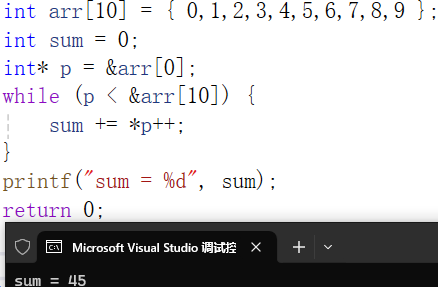 int arr[10] = { 0,1,2,3,4,5,6,7,8,9 };
int sum = 0;
int* p = &arr[0];
while (p < &arr[10]) {
    sum += *p++;
}
printf("sum = %d", sum);
return 0;
Microsoft Visual Studio 调试控
sum = 45